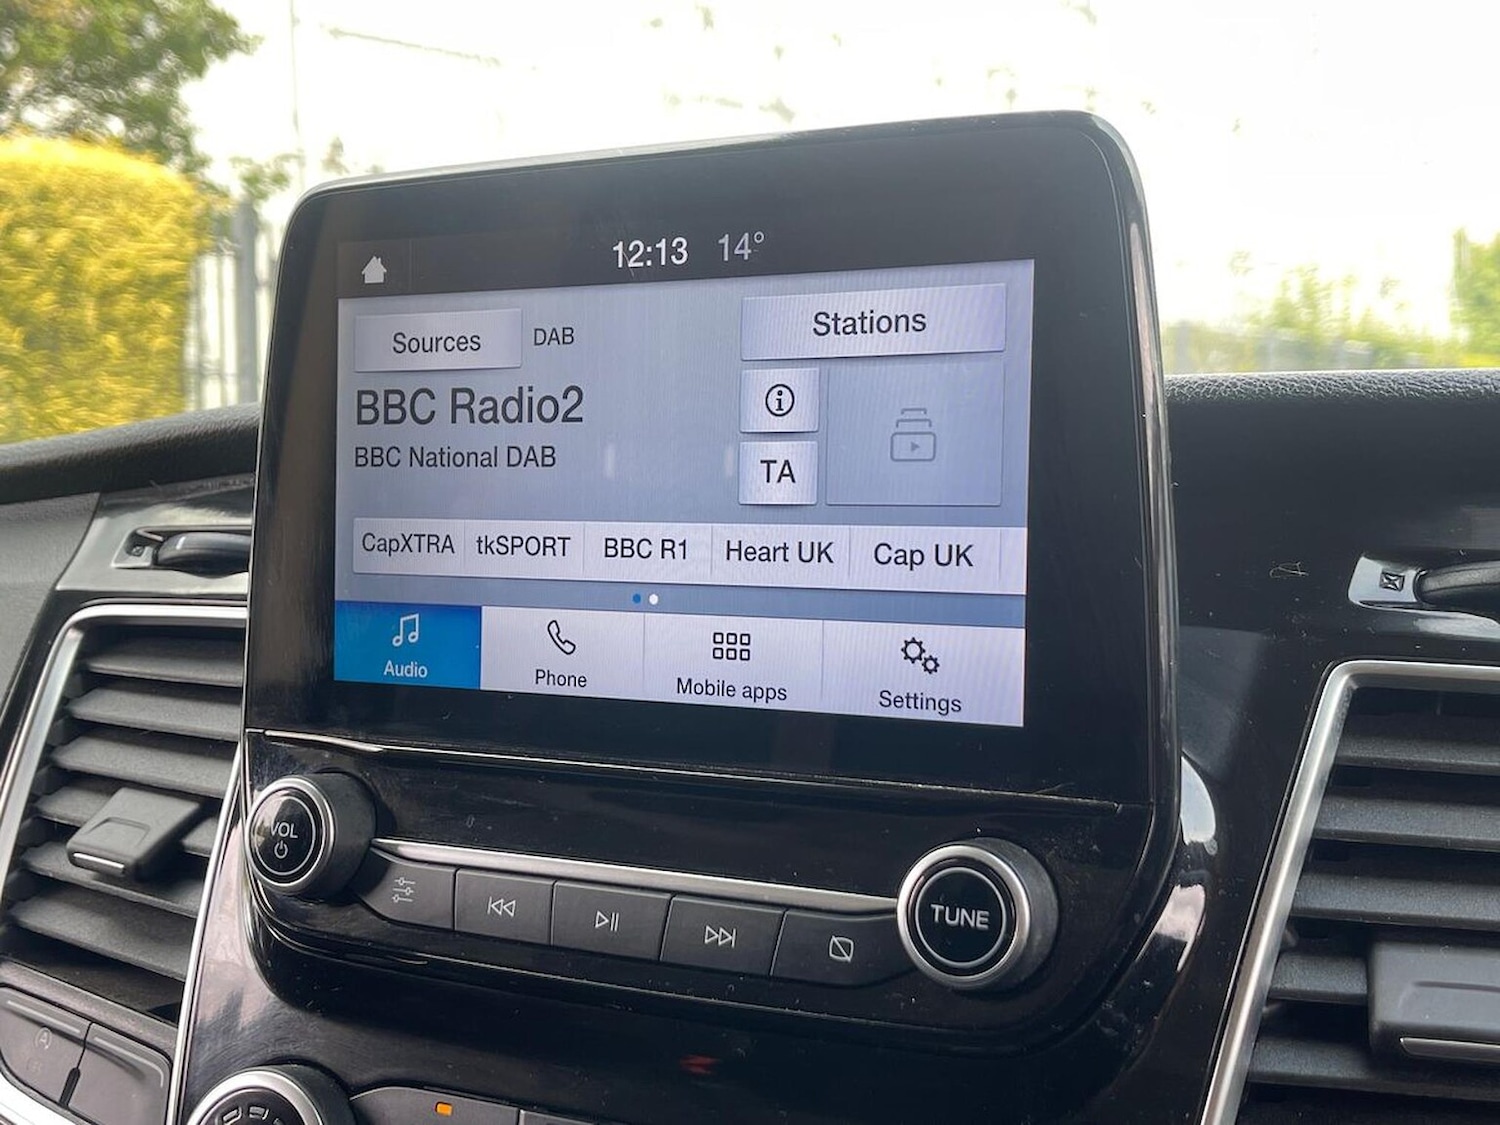 12:13 14°
Sources DAB Stations
BBC Radio2
BBC National DAB
TA
CapXTRA tkSPORT BBC R1 Heart UK Cap UK
Audio Phone Mobile apps Settings
VOL
TUNE